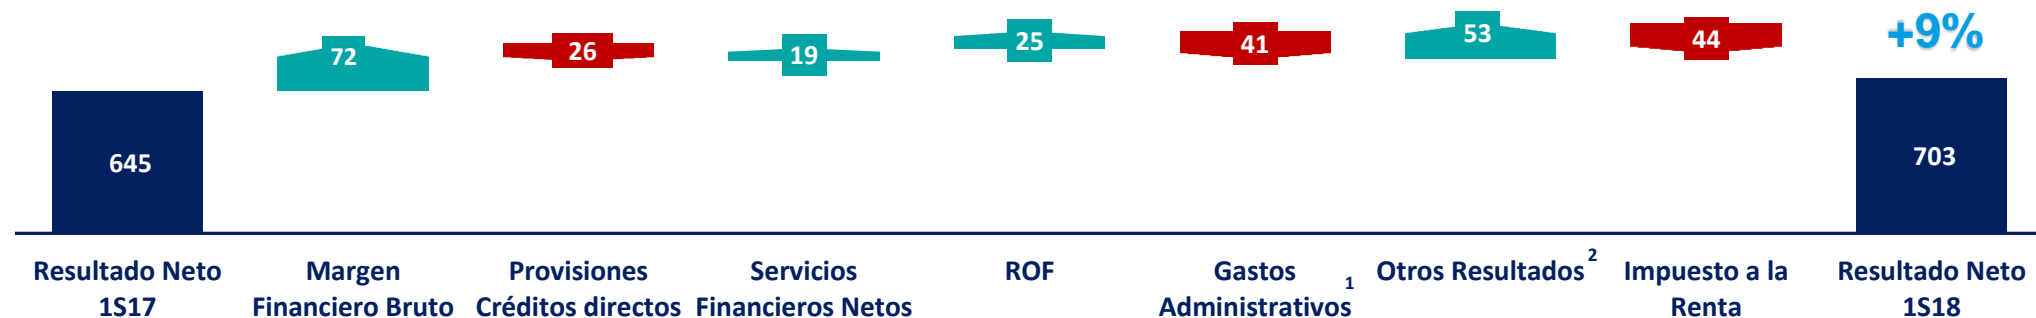 72
26
19
25
41
53
44
+9%
645
703
Resultado Neto
1S17
Margen
Financiero Bruto
Provisiones
Créditos directos
Servicios
Financieros Netos
ROF
Gastos
Administrativos 1
Otros Resultados 2
Impuesto a la
Renta
Resultado Neto
1S18